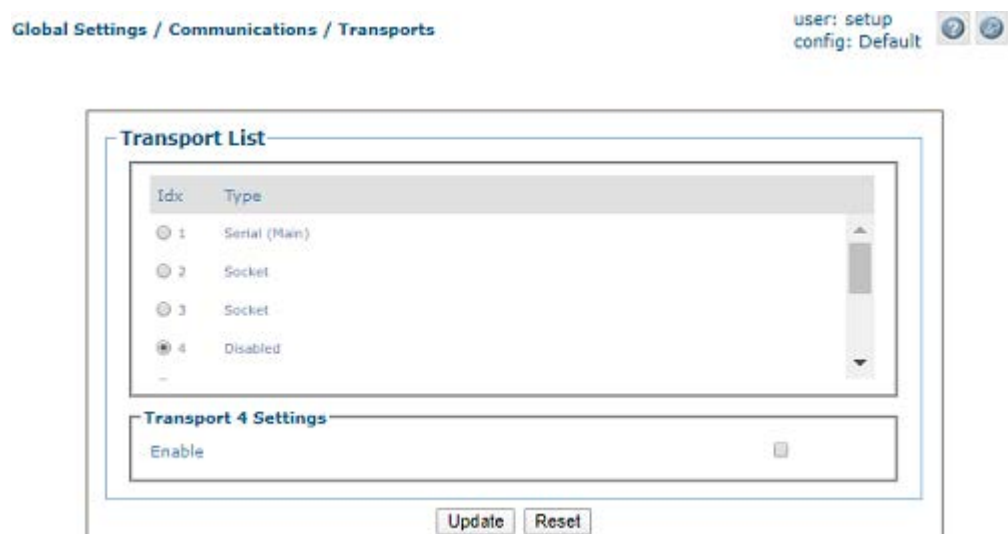 Global Settings / Communications / Transports
user: setup
config: Default
Transport List
Idx Type
1 Serial (Main)
2 Socket
3 Socket
4 Disabled
Transport 4 Settings
Enable
Update Reset